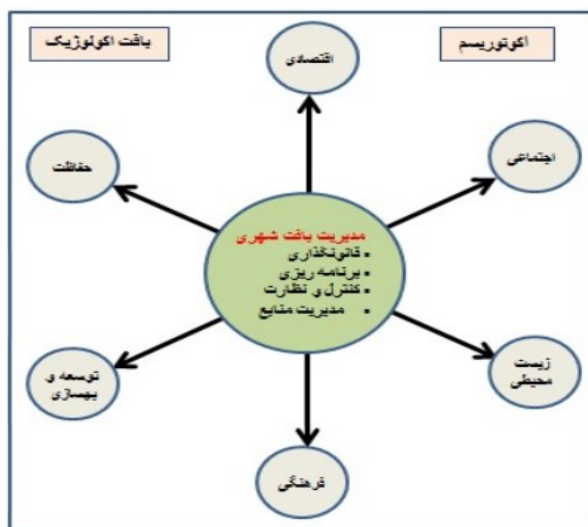 اکوتوریسم
بافت اکولوژیک
اقتصادی
اجتماعی
حفاظت
مدیریت بافت شهری
▪ قانونگذاری
▪ برنامه ریزی
▪ کنترل و نظارت
▪ مدیریت منابع
زیست
محیطی
توسعه و
بهسازی
فرهنگی